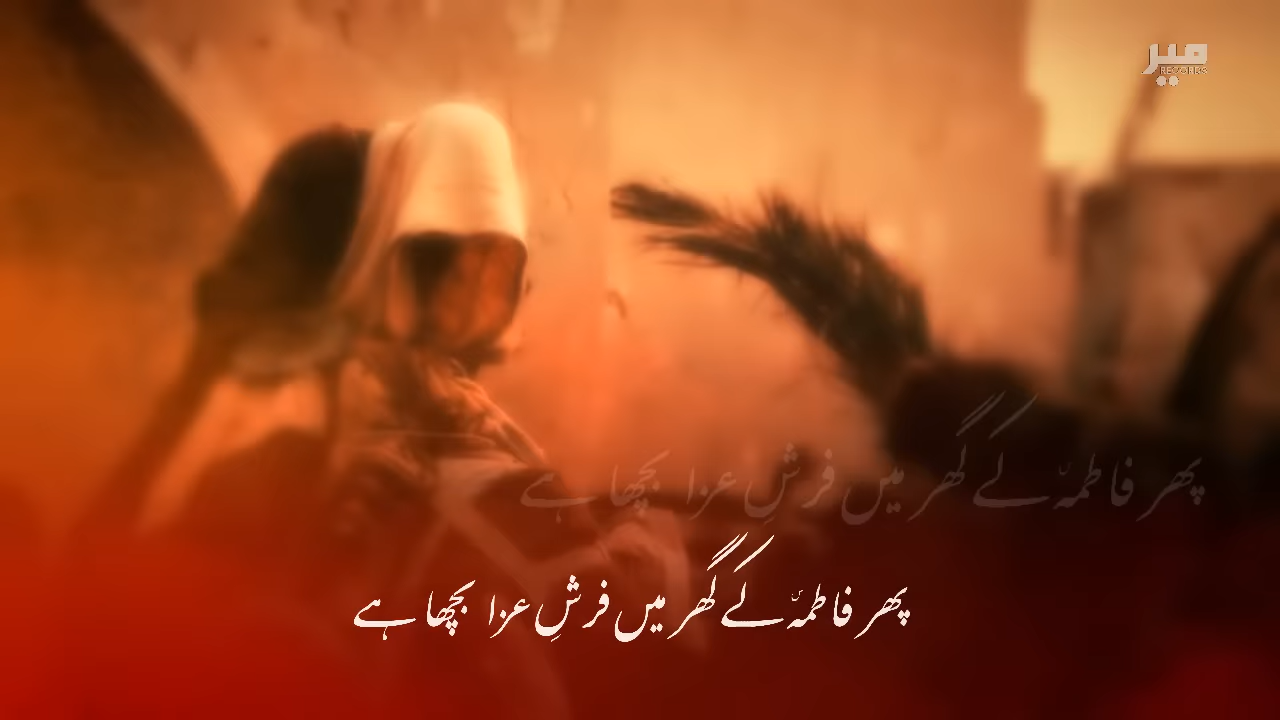 میر
RECORDS
پھر فاطمہؑ کے گھر میں فرشِ عزا بچھا ہے
پھر فاطمہؑ کے گھر میں فرشِ عزا بچھا ہے